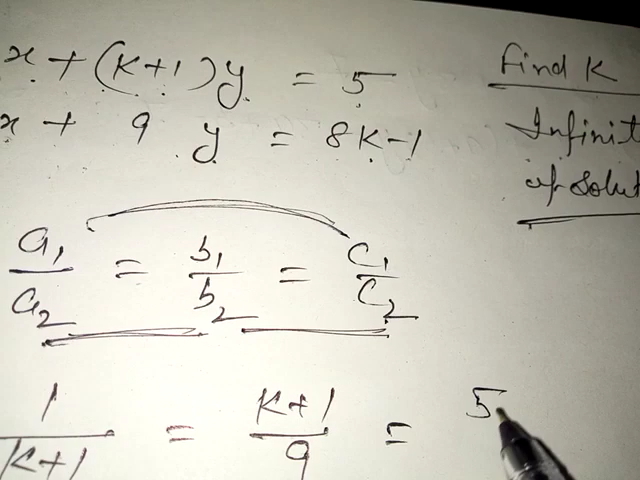 x + (K+1)y = 5
x + 9 y = 8K-1
Find K
Infinit
of Solut
a1/a2 = b1/b2 = c1/c2
1/K+1 = K+1/9 = 5